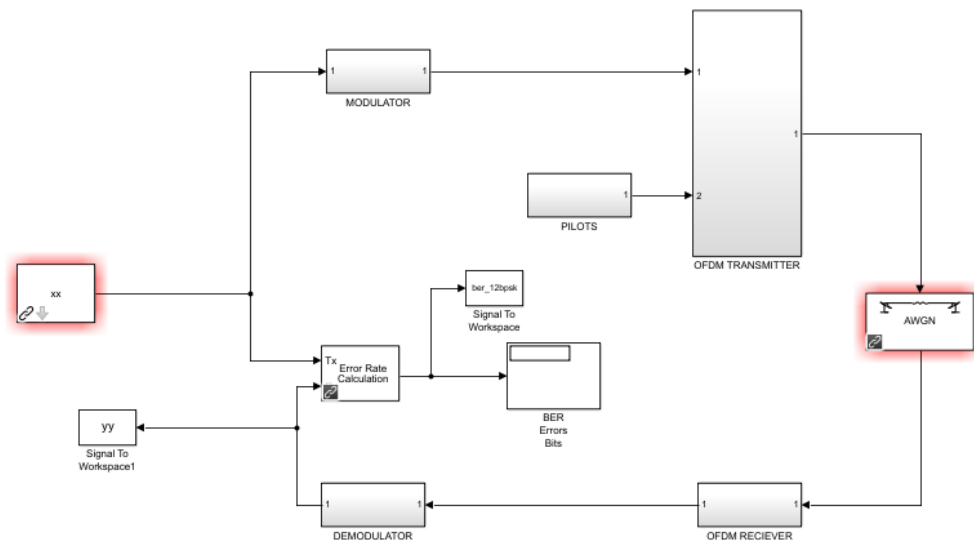 1
1
MODULATOR
1
1
2
PILOTS
1
OFDM TRANSMITTER
xx
ber_12bpsk
Signal To
Workspace
AWGN
Tx
Error Rate
Calculation
BER
Errors
Bits
yy
Signal To
Workspace1
1
1
DEMODULATOR
1
1
OFDM RECIEVER